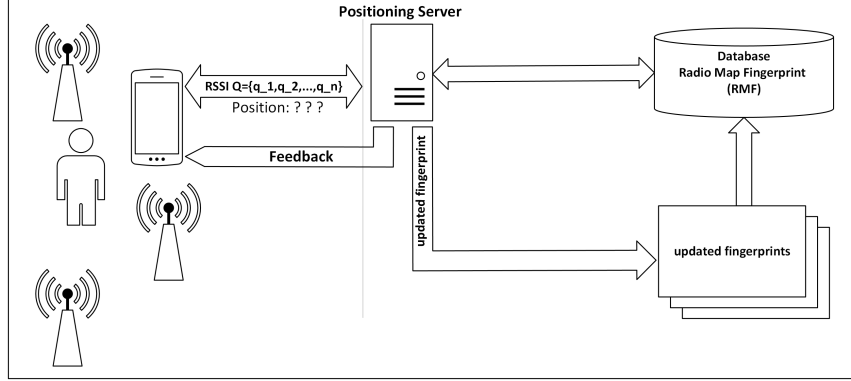 Positioning Server
RSSI Q={q_1,q_2,...,q_n}
Position: ? ? ?
Database
Radio Map Fingerprint
(RMF)
Feedback
updated fingerprint
updated fingerprints